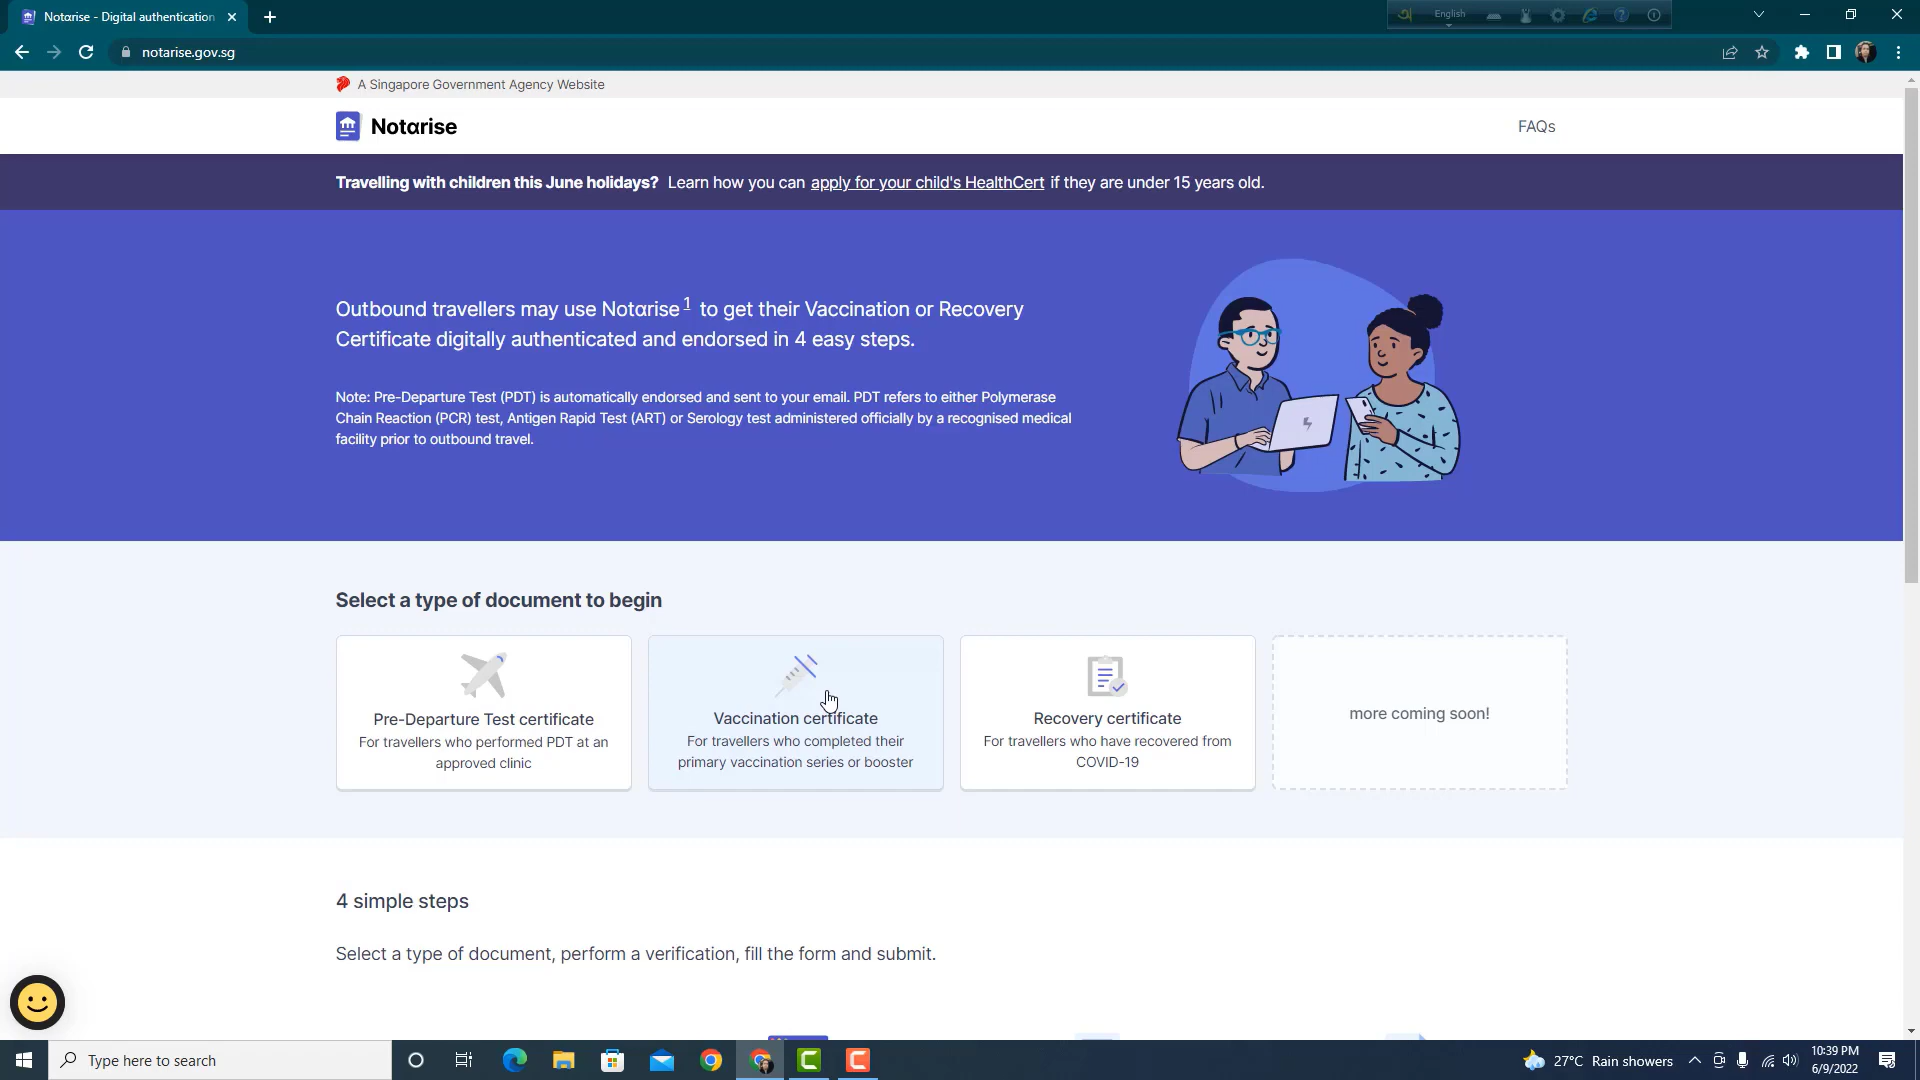 Notαrise - Digital authentication
English
notarise.gov.sg
A Singapore Government Agency Website
Notαrise
FAQs
Travelling with children this June holidays? Learn how you can apply for your child's HealthCert if they are under 15 years old.
Outbound travellers may use Notαrise 1 to get their Vaccination or Recovery
Certificate digitally authenticated and endorsed in 4 easy steps.
Note: Pre-Departure Test (PDT) is automatically endorsed and sent to your email. PDT refers to either Polymerase
Chain Reaction (PCR) test, Antigen Rapid Test (ART) or Serology test administered officially by a recognised medical
facility prior to outbound travel.
Select a type of document to begin
Pre-Departure Test certificate
For travellers who performed PDT at an
approved clinic
Vaccination certificate
For travellers who completed their
primary vaccination series or booster
Recovery certificate
For travellers who have recovered from
COVID-19
more coming soon!
4 simple steps
Select a type of document, perform a verification, fill the form and submit.
Type here to search
27°C Rain showers
10:39 PM
6/9/2022